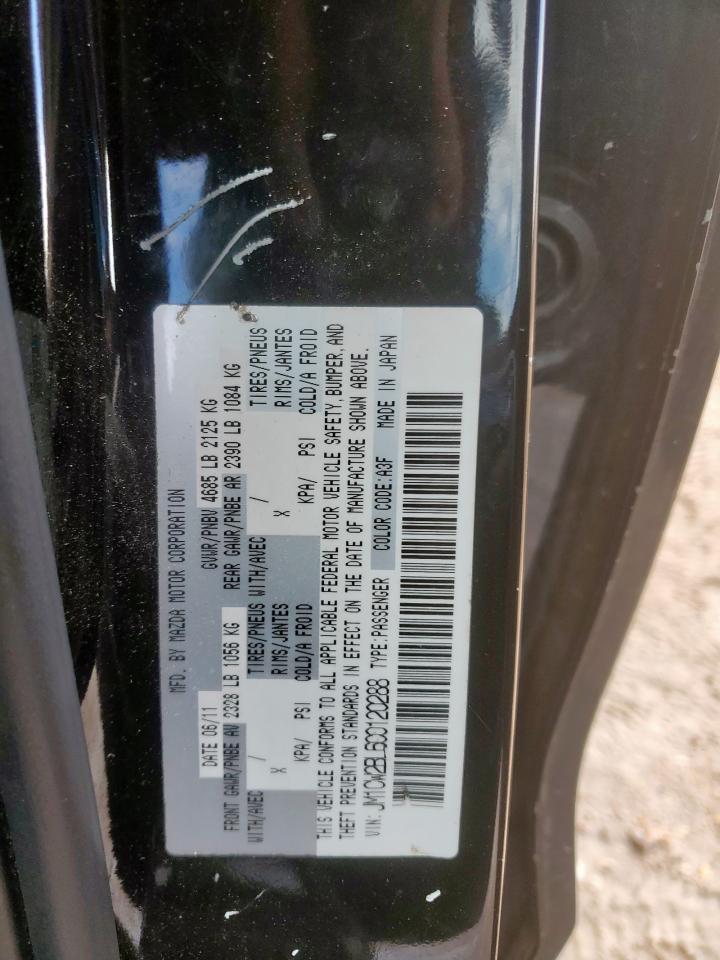 MFD. BY MAZDA MOTOR CORPORATION
DATE 06/11 GVWR/PNBV 4685 LB 2125 KG
FRONT GAWR/PNBE AV 2328 LB 1056 KG REAR GAWR/PNBE AR 2390 LB 1084 KG
WITH/AVEC / TIRES/PNEUS WITH/AVEC / TIRES/PNEUS
X RIMS/JANTES X RIMS/JANTES
KPA/ PSI COLD/A FROID KPA/ PSI COLD/A FROID
THIS VEHICLE CONFORMS TO ALL APPLICABLE FEDERAL MOTOR VEHICLE SAFETY, BUMPER, AND
THEFT PREVENTION STANDARDS IN EFFECT ON THE DATE OF MANUFACTURE SHOWN ABOVE.
VIN: JM1CW2BL6C0120288 TYPE:PASSENGER COLOR CODE:A3F MADE IN JAPAN